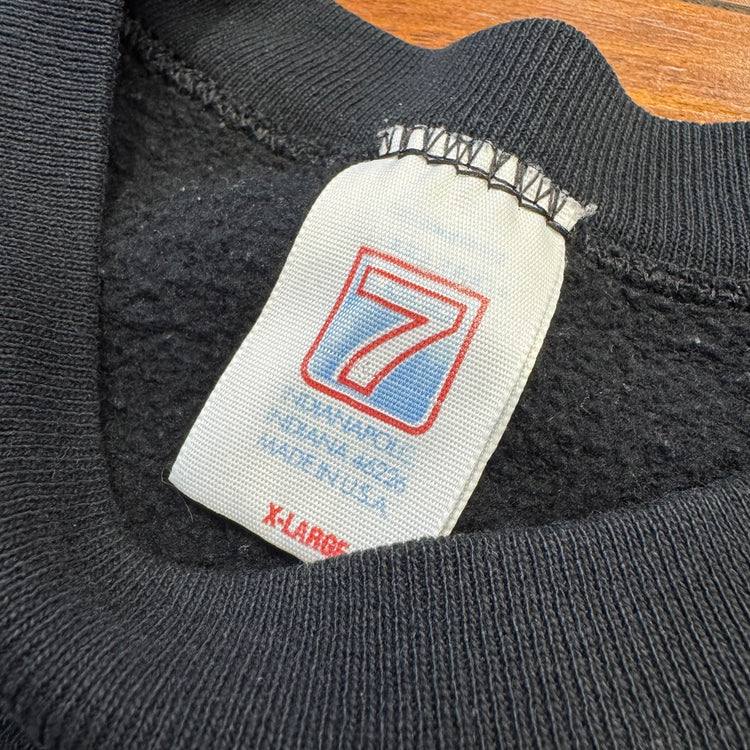 7
INDIANAPOLIS
INDIANA 46226
MADE IN U.S.A.
X-LARGE